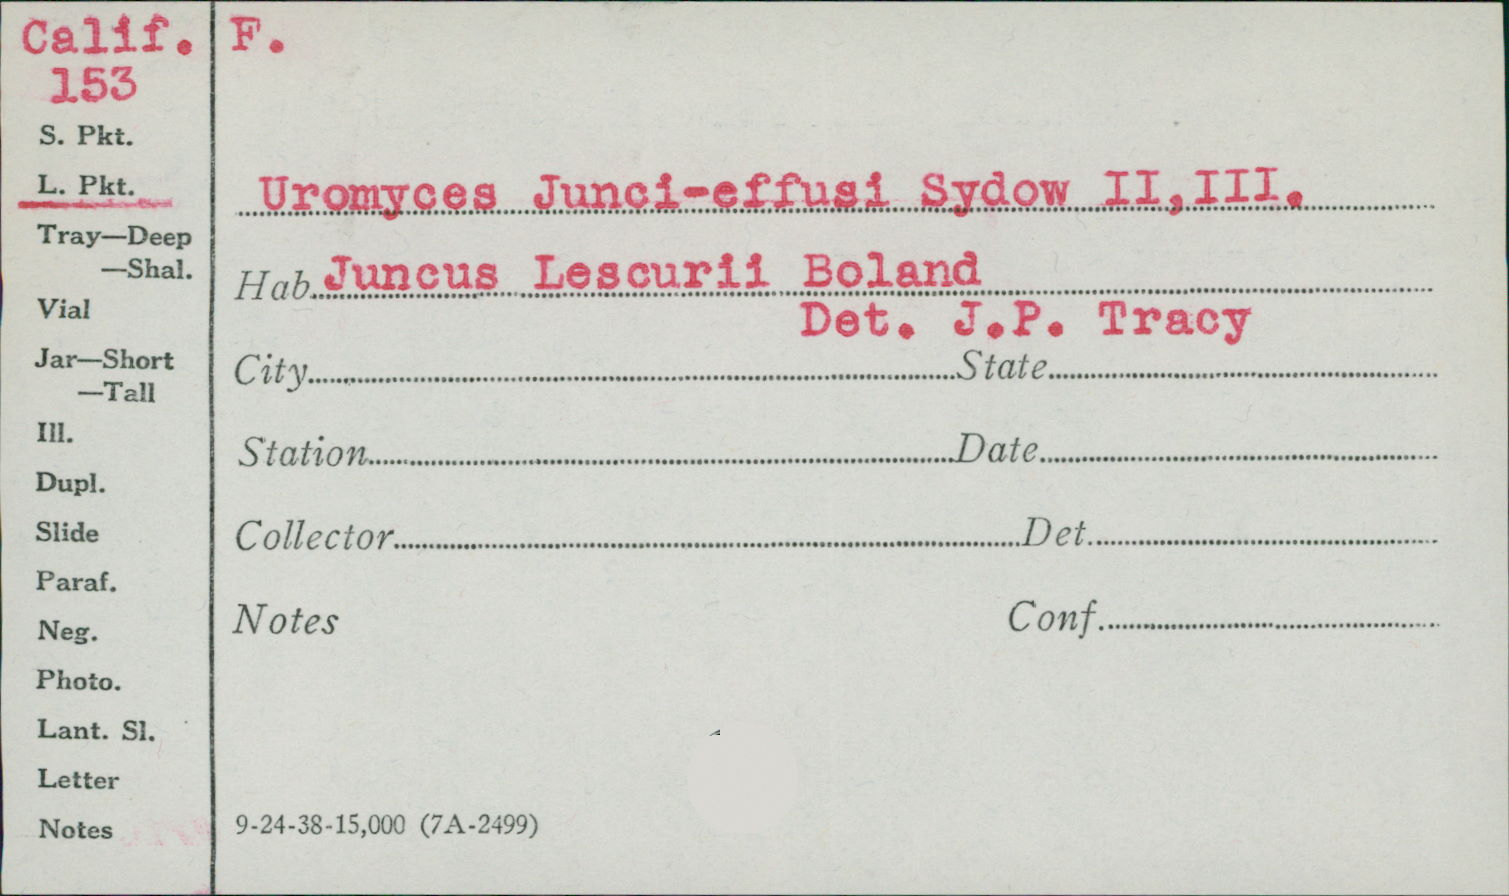 Calif. F.
153
S. Pkt.
L. Pkt.
Uromyces Junci-effusi Sydow II,III.
Tray—Deep
—Shal.
Hab. Juncus Lescurii Boland
Det. J.P. Tracy
Vial
Jar—Short
—Tall
City State
Ill.
Station Date
Dupl.
Slide
Collector Det.
Paraf.
Neg.
Notes Conf.
Photo.
Lant. Sl.
Letter
Notes
9-24-38-15,000 (7A-2499)